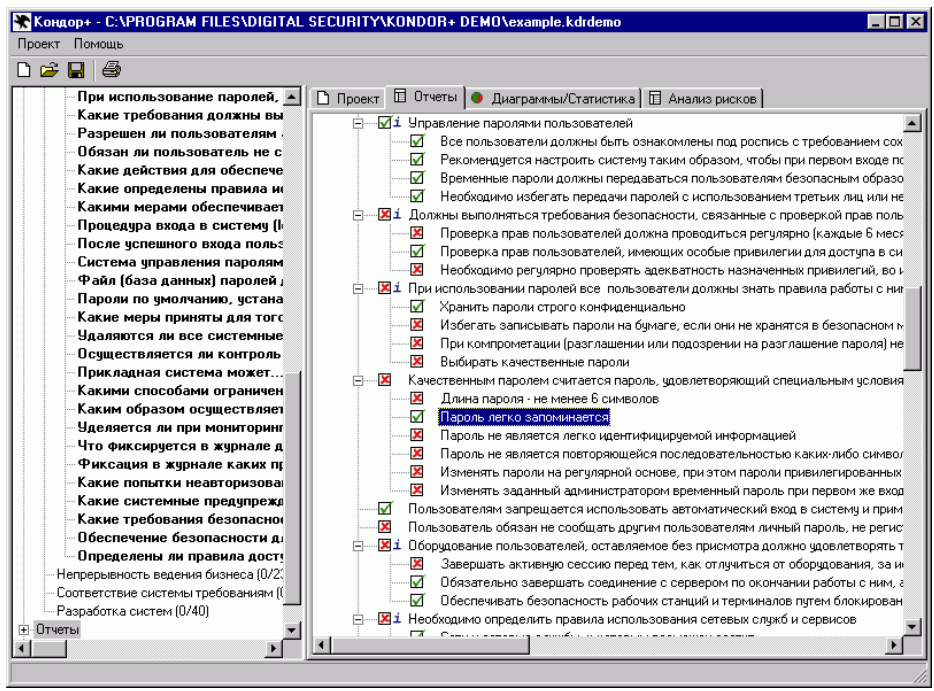 Кондор+ - C:\PROGRAM FILES\DIGITAL SECURITY\KONDOR+ DEMO\example.kdrdemo
Проект Помощь
При использование паролей,
Какие требования должны вы
Разрешен ли пользователям
Обязан ли пользователь не с
Какие действия для обеспече
Какие определены правила и
Какими мерами обеспечивает
Процедура входа в систему (l
После успешного входа польз
Система управления паролям
Файл (база данных) паролей
Пароли по умолчанию, устана
Какие меры приняты для того
Удаляются ли все системные
Осуществляется ли контроль
Прикладная система может...
Какими способами ограничен
Каким образом осуществляет
Уделяется ли при мониторинг
Что фиксируется в журнале д
Фиксация в журнале каких пр
Какие попытки неавторизова
Какие системные предупрежд
Какие требования безопасно
Обеспечение безопасности д
Определены ли правила дост
Непрерывность ведения бизнеса (0/2
Соответствие системы требованиям (
Разработка систем (0/40)
Отчеты
Проект Отчеты Диаграммы/Статистика Анализ рисков
i Управление паролями пользователей
Все пользователи должны быть ознакомлены под роспись с требованием сох
Рекомендуется настроить систему таким образом, чтобы при первом входе по
Временные пароли должны передаваться пользователям безопасным образо
Необходимо избегать передачи паролей с использованием третьих лиц или не
i Должны выполняться требования безопасности, связанные с проверкой прав поль
Проверка прав пользователей должна проводиться регулярно (каждые 6 меся
Проверка прав пользователей, имеющих особые привилегии для доступа в си
Необходимо регулярно проверять адекватность назначенных привилегий, во и
i При использовании паролей все пользователи должны знать правила работы с ни
Хранить пароли строго конфиденциально
Избегать записывать пароли на бумаге, если они не хранятся в безопасном м
При компрометации (разглашении или подозрении на разглашение пароля) не
Выбирать качественные пароли
Качественным паролем считается пароль, удовлетворяющий специальным условия
Длина пароля - не менее 6 символов
Пароль легко запоминается
Пароль не является легко идентифицируемой информацией
Пароль не является повторяющейся последовательностью каких-либо символ
Изменять пароли на регулярной основе, при этом пароли привилегированных
Изменять заданный администратором временный пароль при первом же вход
Пользователям запрещается использовать автоматический вход в систему и прим
Пользователь обязан не сообщать другим пользователям личный пароль, не регис
i Оборудование пользователей, оставляемое без присмотра должно удовлетворять т
Завершать активную сессию перед тем, как отлучиться от оборудования, за и
Обязательно завершать соединение с сервером по окончании работы с ним, а
Обеспечивать безопасность рабочих станций и терминалов путем блокирован
i Необходимо определить правила использования сетевых служб и сервисов